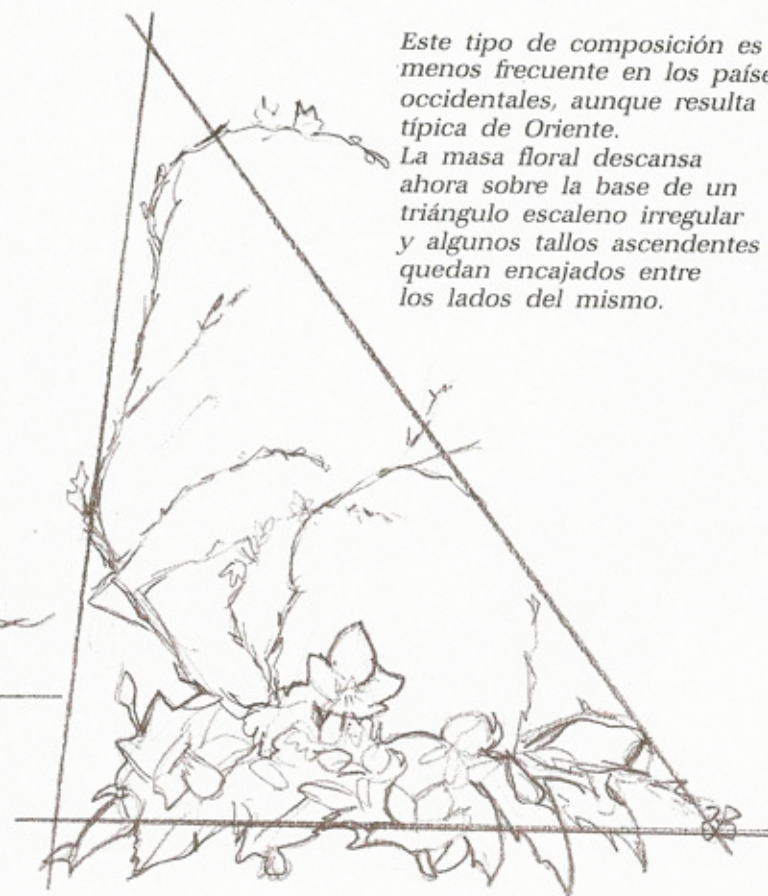 Este tipo de composición es
menos frecuente en los paíse
occidentales, aunque resulta
típica de Oriente.
La masa floral descansa
ahora sobre la base de un
triángulo escaleno irregular
y algunos tallos ascendentes
quedan encajados entre
los lados del mismo.